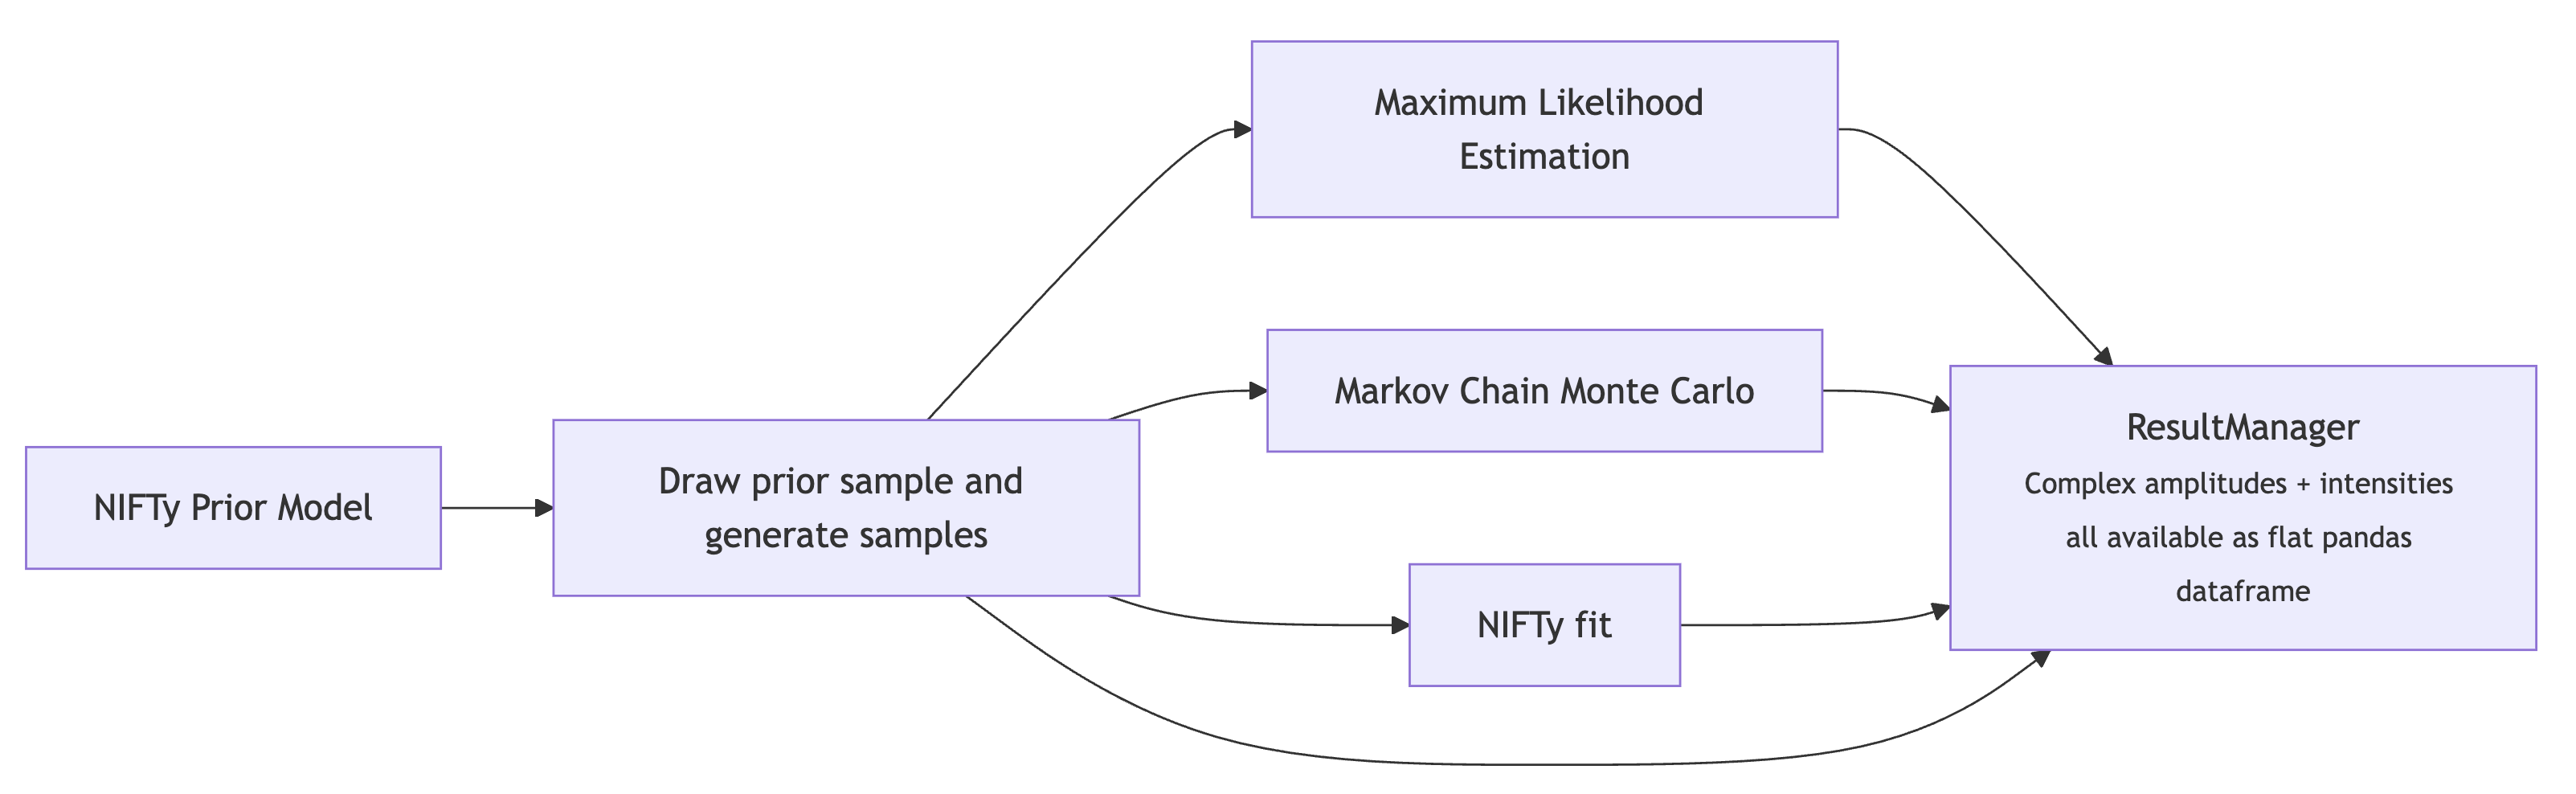 NIFTy Prior Model
Draw prior sample and
generate samples
Maximum Likelihood
Estimation
Markov Chain Monte Carlo
NIFTy fit
ResultManager
Complex amplitudes + intensities
all available as flat pandas
dataframe